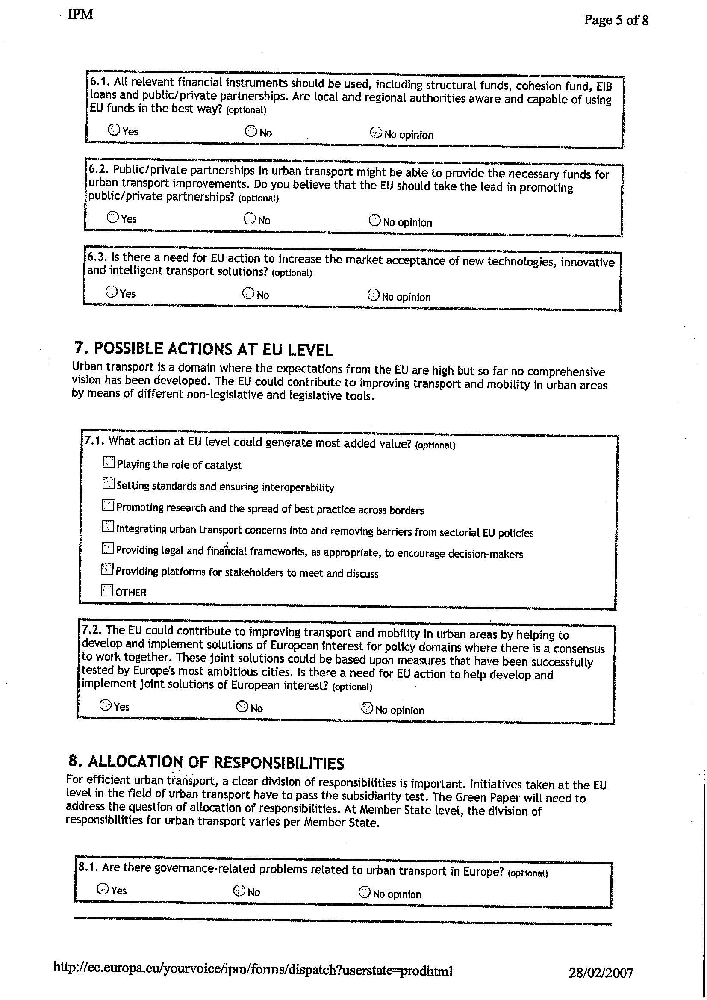 IPM
Page 5 of 8
6.1. All relevant financial instruments should be used, including structural funds, cohesion fund, EIB
loans and public/private partnerships. Are local and regional authorities aware and capable of using
EU funds in the best way? (optional)
Yes No No opinion
6.2. Public/private partnerships in urban transport might be able to provide the necessary funds for
urban transport improvements. Do you believe that the EU should take the lead in promoting
public/private partnerships? (optional)
Yes No No opinion
6.3. Is there a need for EU action to increase the market acceptance of new technologies, innovative
and intelligent transport solutions? (optional)
Yes No No opinion
7. POSSIBLE ACTIONS AT EU LEVEL
Urban transport is a domain where the expectations from the EU are high but so far no comprehensive
vision has been developed. The EU could contribute to improving transport and mobility in urban areas
by means of different non-legislative and legislative tools.
7.1. What action at EU level could generate most added value? (optional)
Playing the role of catalyst
Setting standards and ensuring interoperability
Promoting research and the spread of best practice across borders
Integrating urban transport concerns into and removing barriers from sectorial EU policies
Providing legal and financial frameworks, as appropriate, to encourage decision-makers
Providing platforms for stakeholders to meet and discuss
OTHER
7.2. The EU could contribute to improving transport and mobility in urban areas by helping to
develop and implement solutions of European interest for policy domains where there is a consensus
to work together. These joint solutions could be based upon measures that have been successfully
tested by Europe's most ambitious cities. Is there a need for EU action to help develop and
implement joint solutions of European interest? (optional)
Yes No No opinion
8. ALLOCATION OF RESPONSIBILITIES
For efficient urban transport, a clear division of responsibilities is important. Initiatives taken at the EU
level in the field of urban transport have to pass the subsidiarity test. The Green Paper will need to
address the question of allocation of responsibilities. At Member State level, the division of
responsibilities for urban transport varies per Member State.
8.1. Are there governance-related problems related to urban transport in Europe? (optional)
Yes No No opinion
http://ec.europa.eu/yourvoice/ipm/forms/dispatch?userstate=prodhtml
28/02/2007